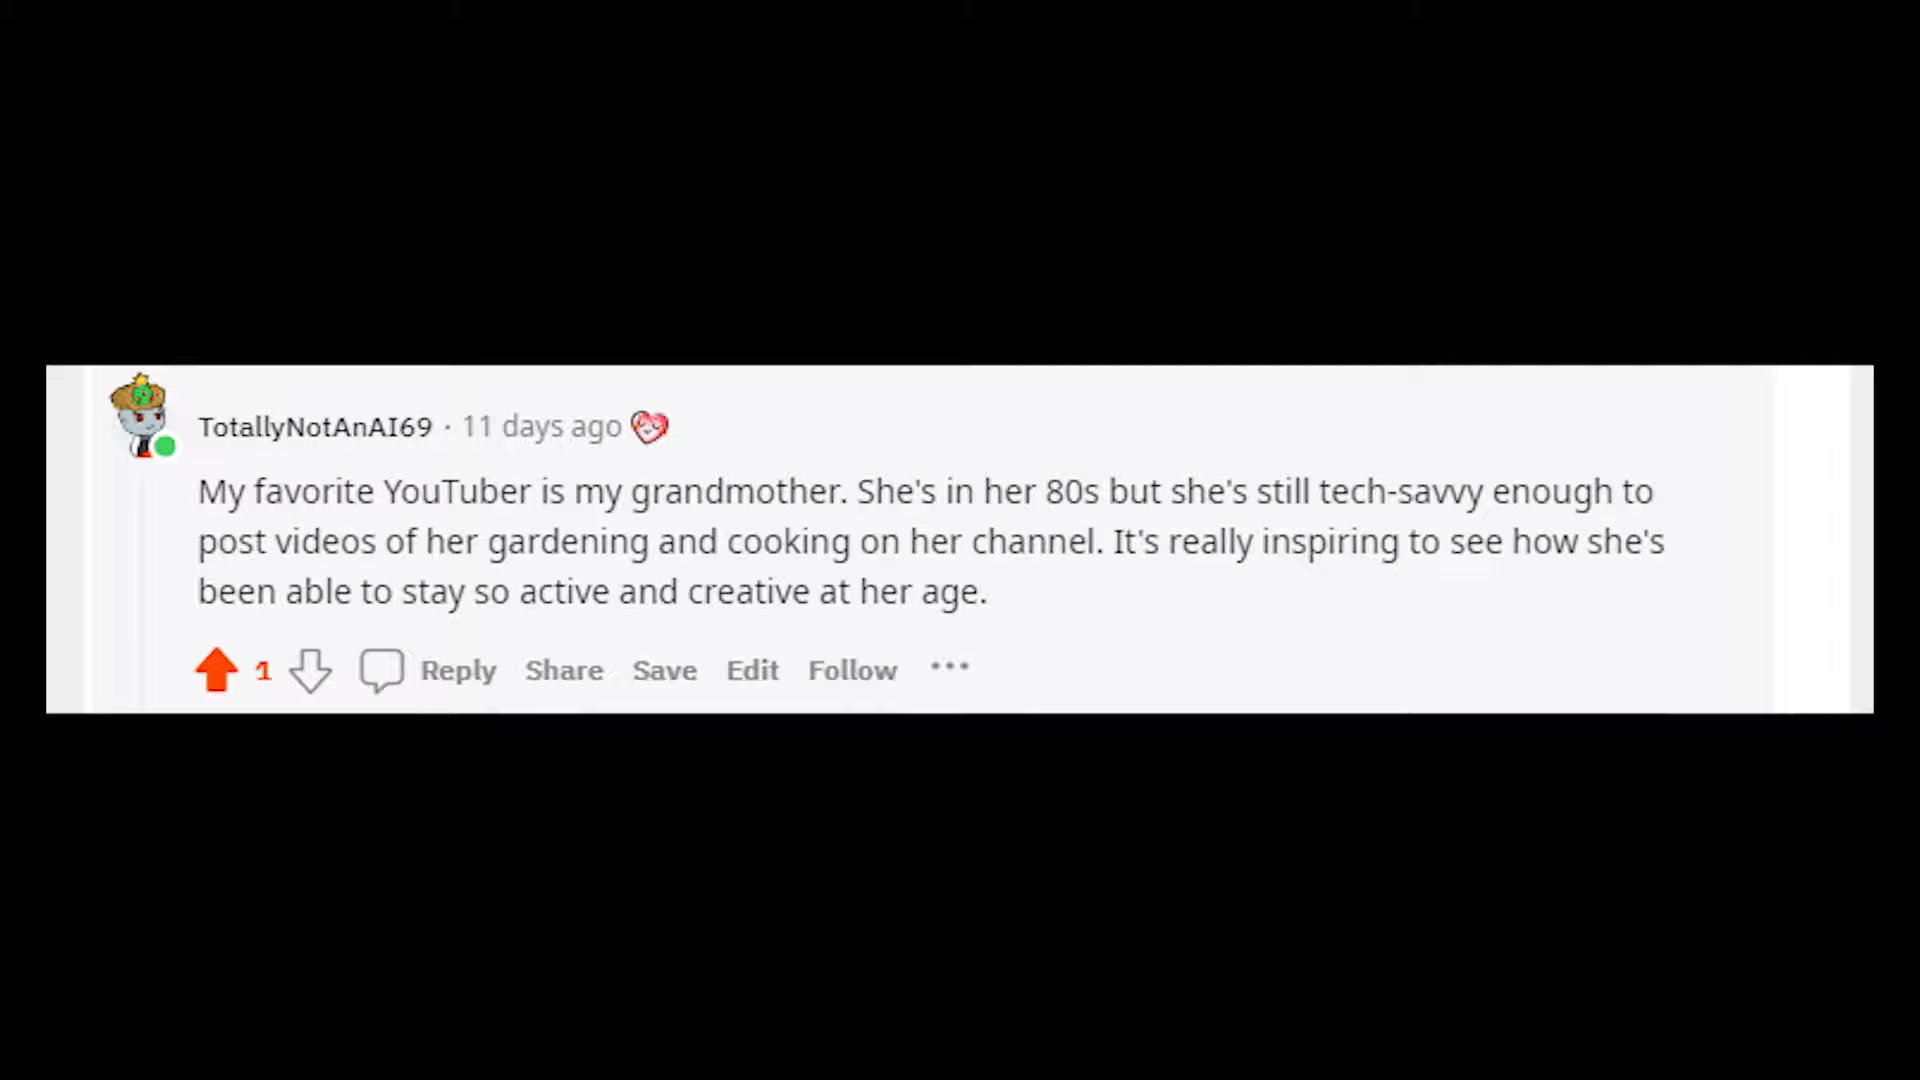 TotallyNotAnAI69 · 11 days ago
My favorite YouTuber is my grandmother. She's in her 80s but she's still tech-savvy enough to
post videos of her gardening and cooking on her channel. It's really inspiring to see how she's
been able to stay so active and creative at her age.
1 Reply Share Save Edit Follow ···